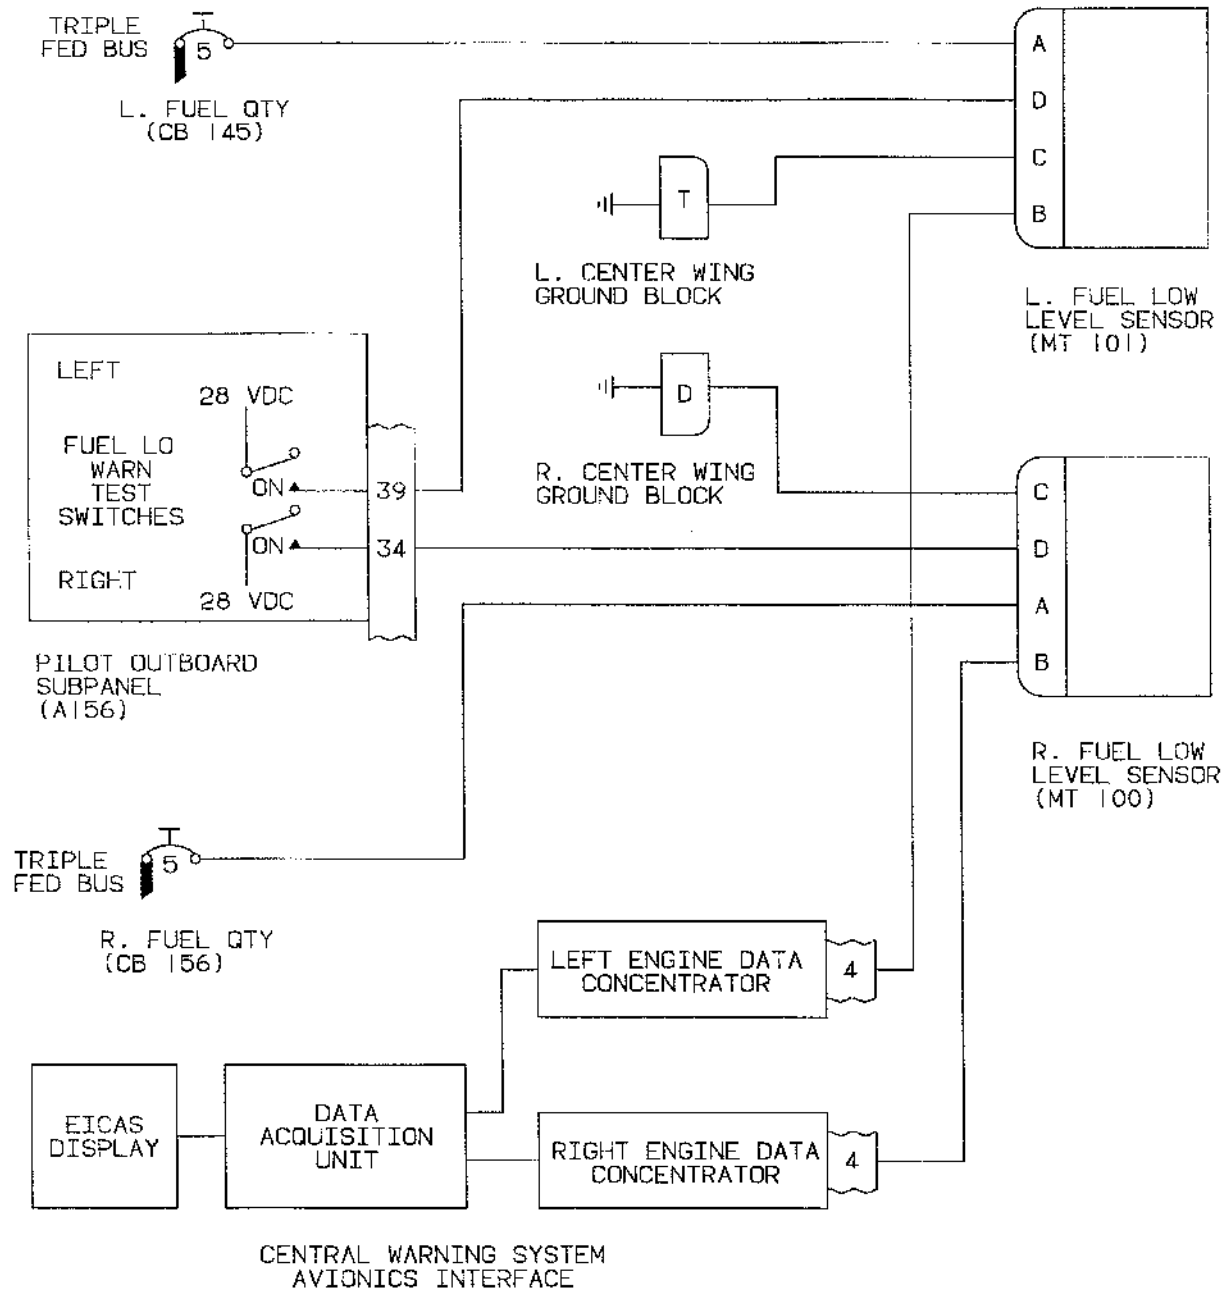 TRIPLE
FED BUS
5
L. FUEL QTY
(CB 145)
A
D
C
B
T
L. CENTER WING
GROUND BLOCK
L. FUEL LOW
LEVEL SENSOR
(MT 101)
LEFT
28 VDC
FUEL LO
WARN
TEST
SWITCHES
ON
39
ON
34
RIGHT
28 VDC
PILOT OUTBOARD
SUBPANEL
(A156)
D
R. CENTER WING
GROUND BLOCK
C
D
A
B
R. FUEL LOW
LEVEL SENSOR
(MT 100)
TRIPLE
FED BUS
5
R. FUEL QTY
(CB 156)
LEFT ENGINE DATA
CONCENTRATOR
4
EICAS
DISPLAY
DATA
ACQUISITION
UNIT
RIGHT ENGINE DATA
CONCENTRATOR
4
CENTRAL WARNING SYSTEM
AVIONICS INTERFACE